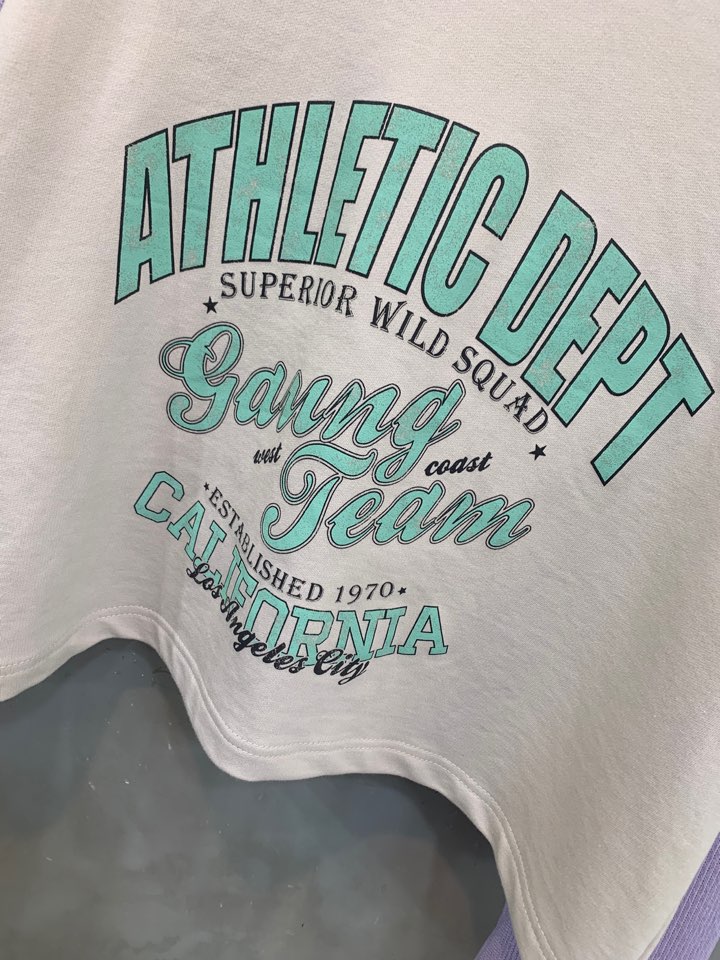 ATHLETIC DEPT
SUPERIOR WILD SQUAD
Gaung
west coast
Team
ESTABLISHED 1970
CALIFORNIA
Los Angeles City